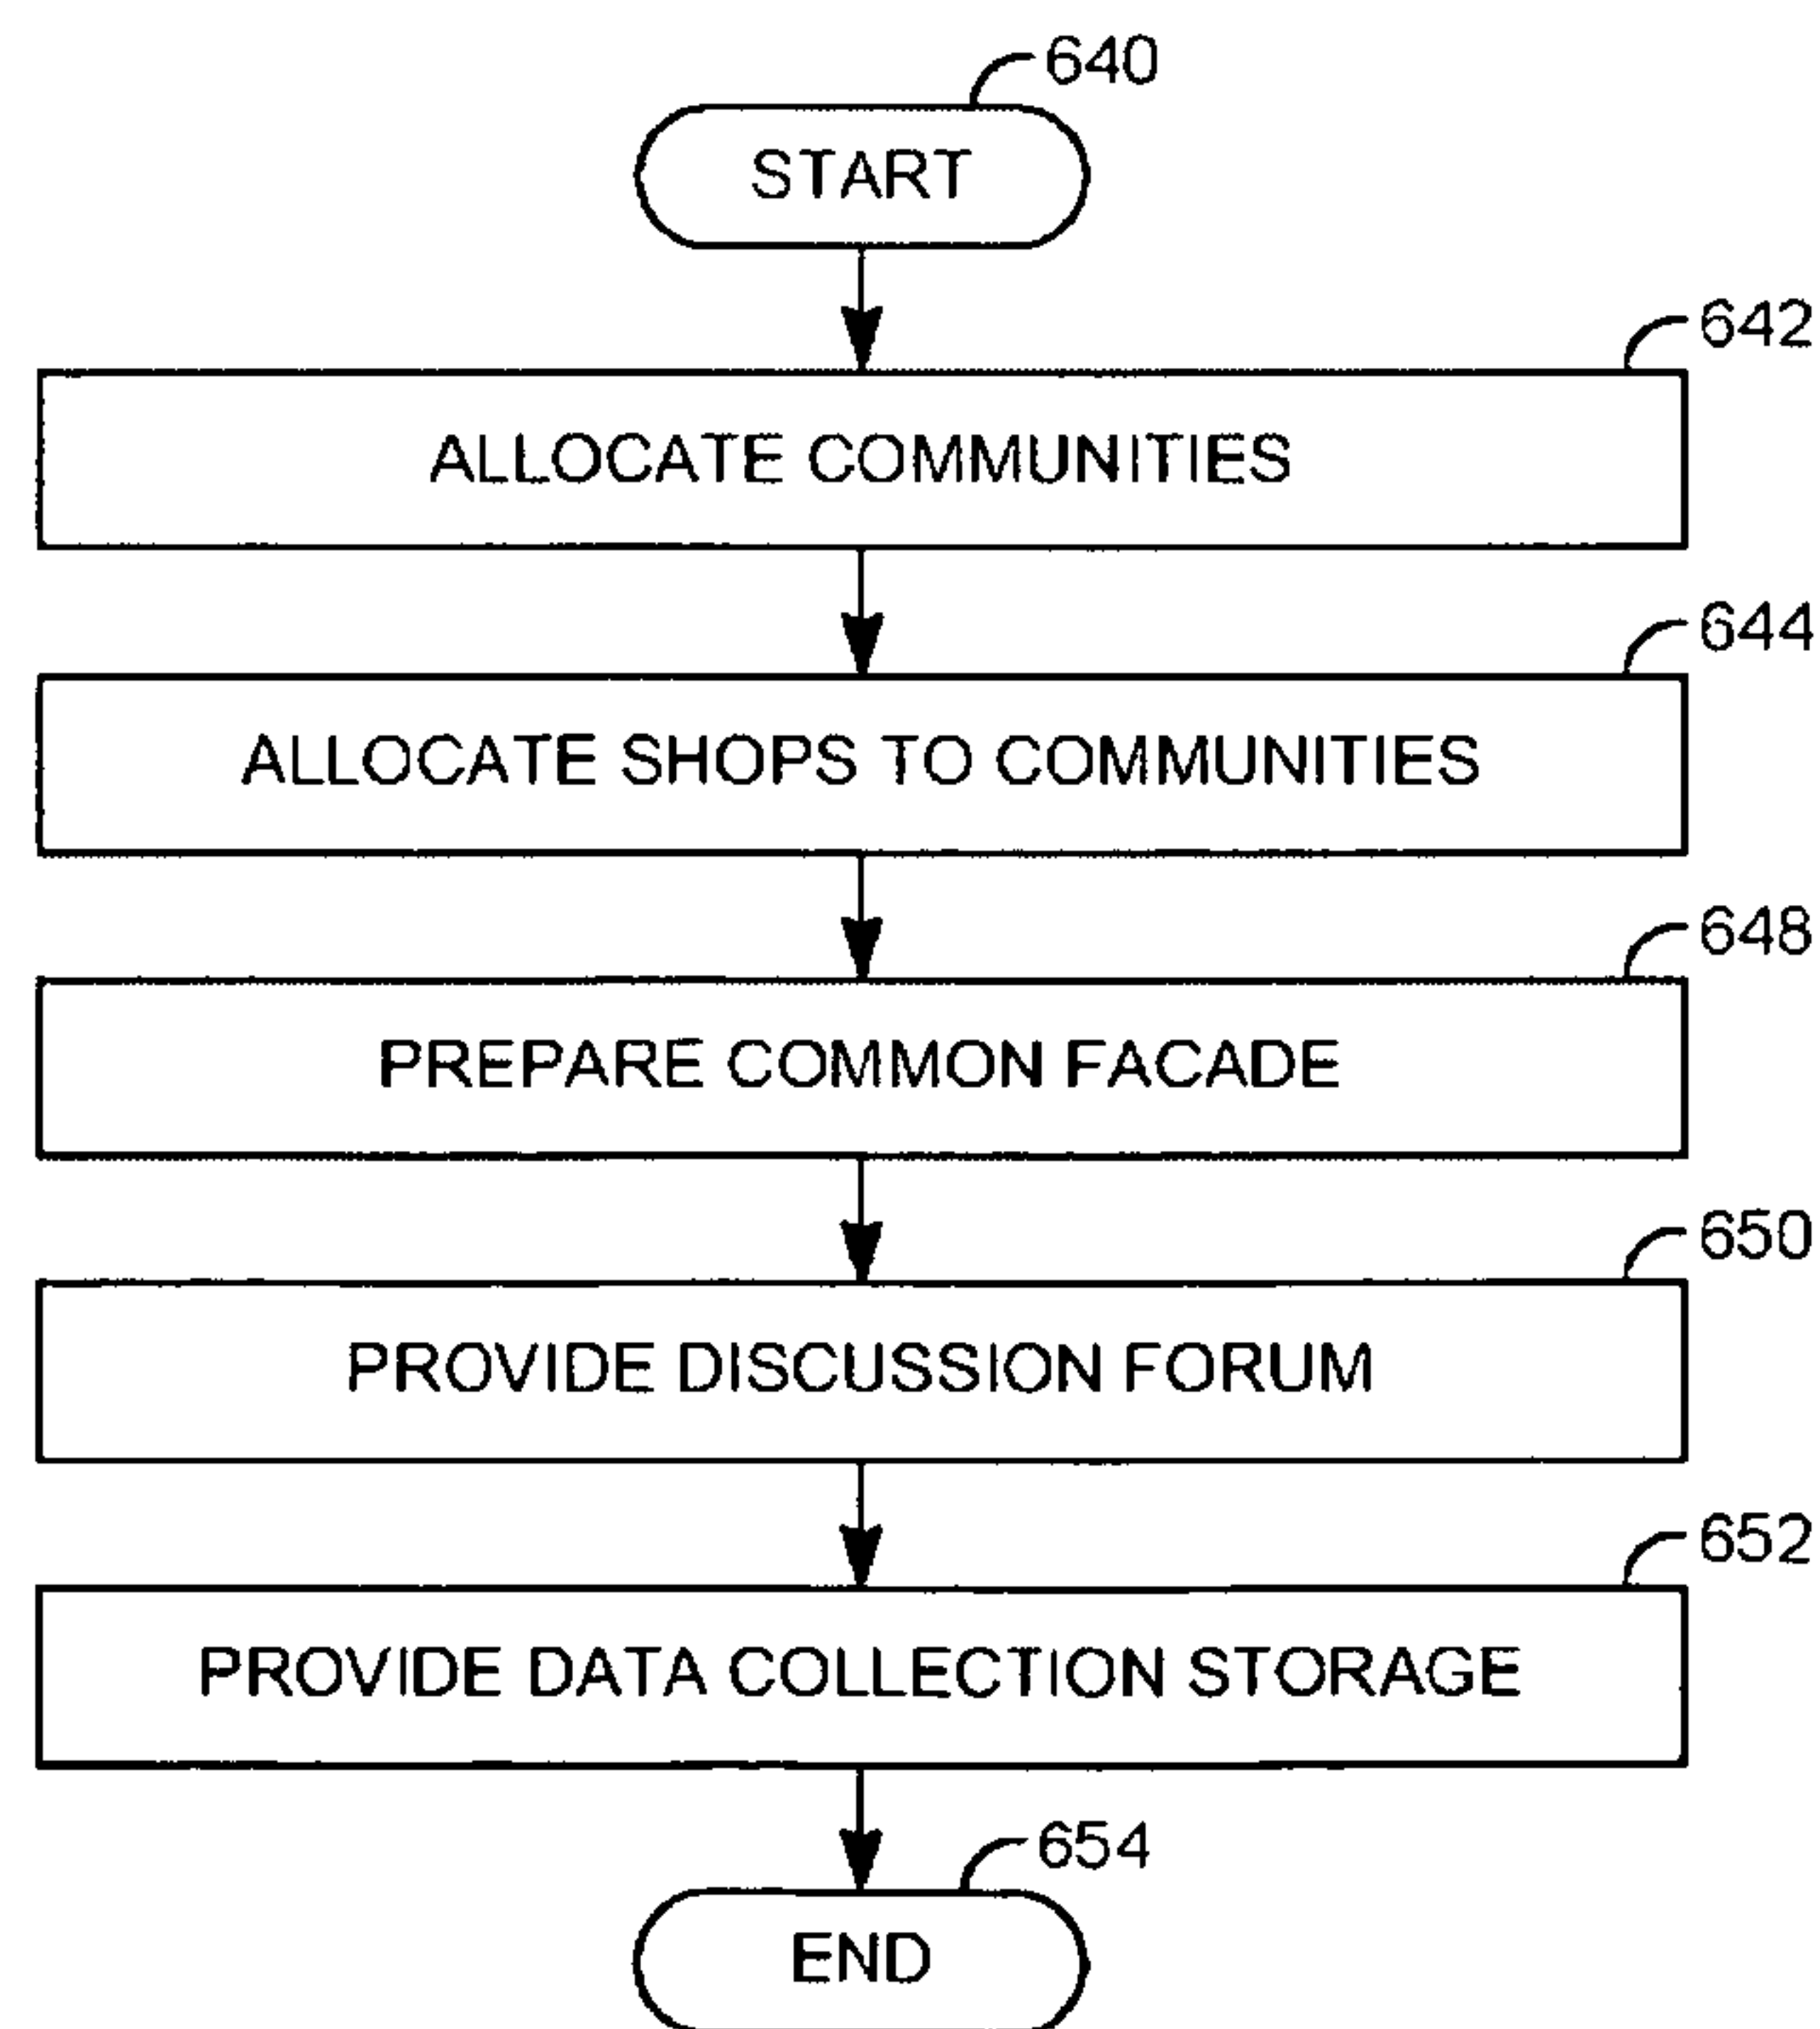 640
START
642
ALLOCATE COMMUNITIES
644
ALLOCATE SHOPS TO COMMUNITIES
648
PREPARE COMMON FACADE
650
PROVIDE DISCUSSION FORUM
652
PROVIDE DATA COLLECTION STORAGE
654
END